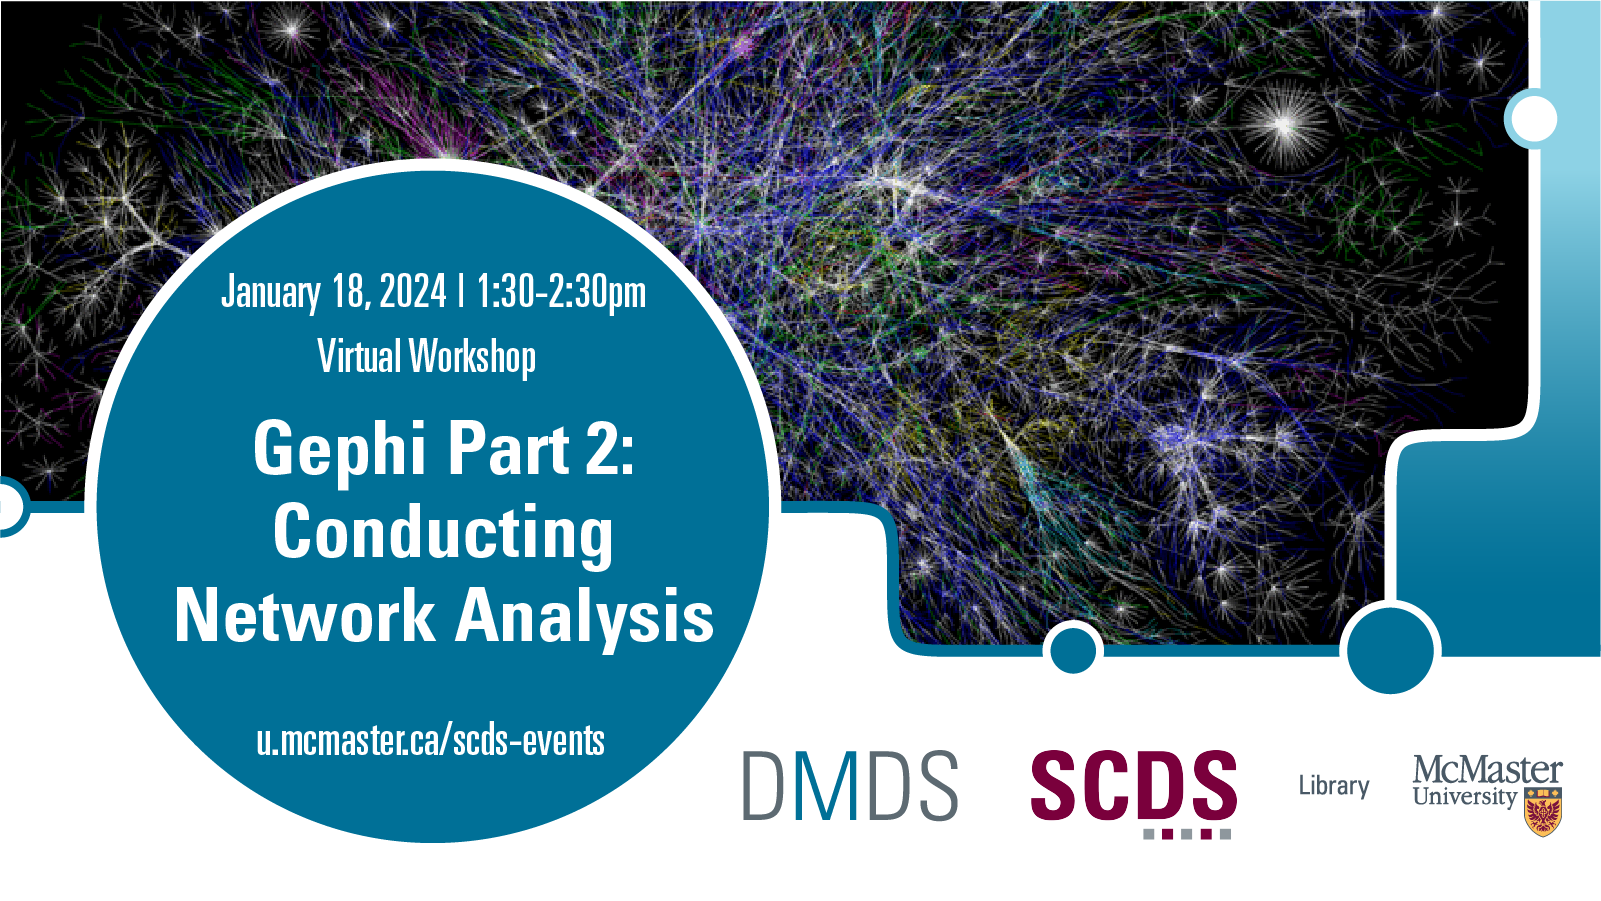 January 18, 2024 | 1:30-2:30pm
Virtual Workshop
Gephi Part 2:
Conducting
Network Analysis
u.mcmaster.ca/scds-events
DMDS
SCDS
Library
McMaster
University